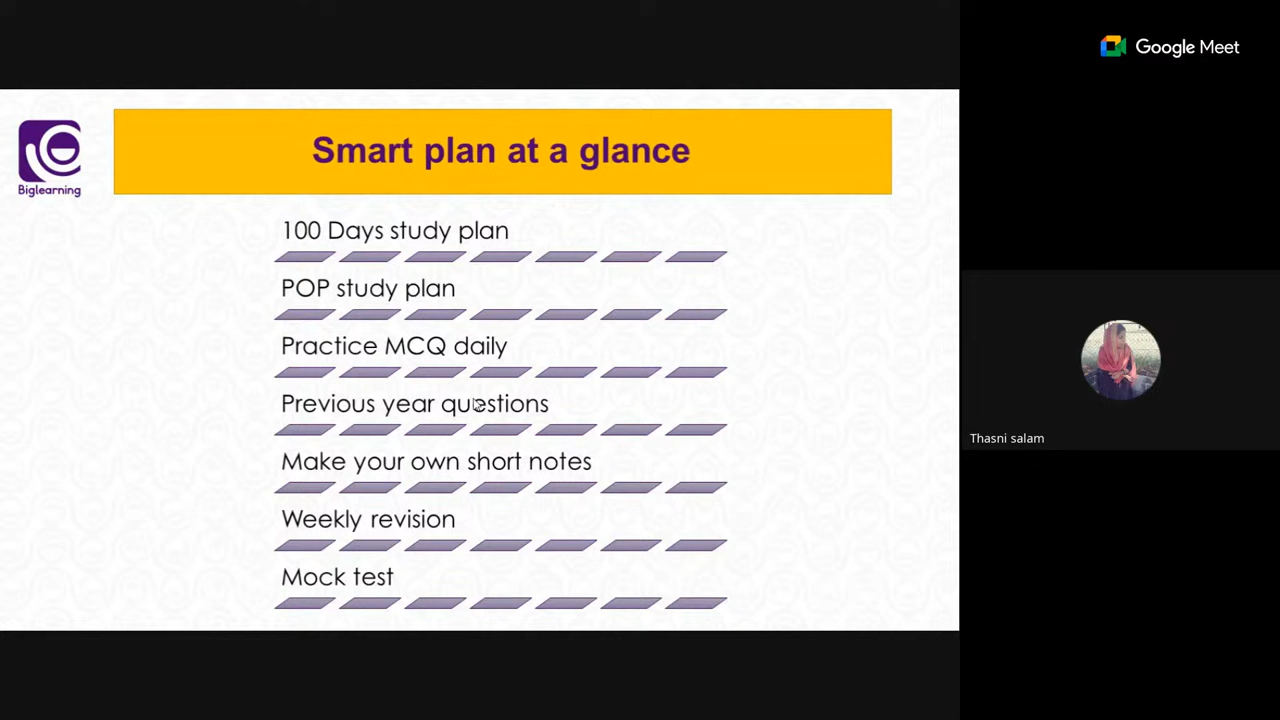 Google Meet
Smart plan at a glance
Biglearning
100 Days study plan
POP study plan
Practice MCQ daily
Previous year questions
Make your own short notes
Weekly revision
Mock test
Thasni salam